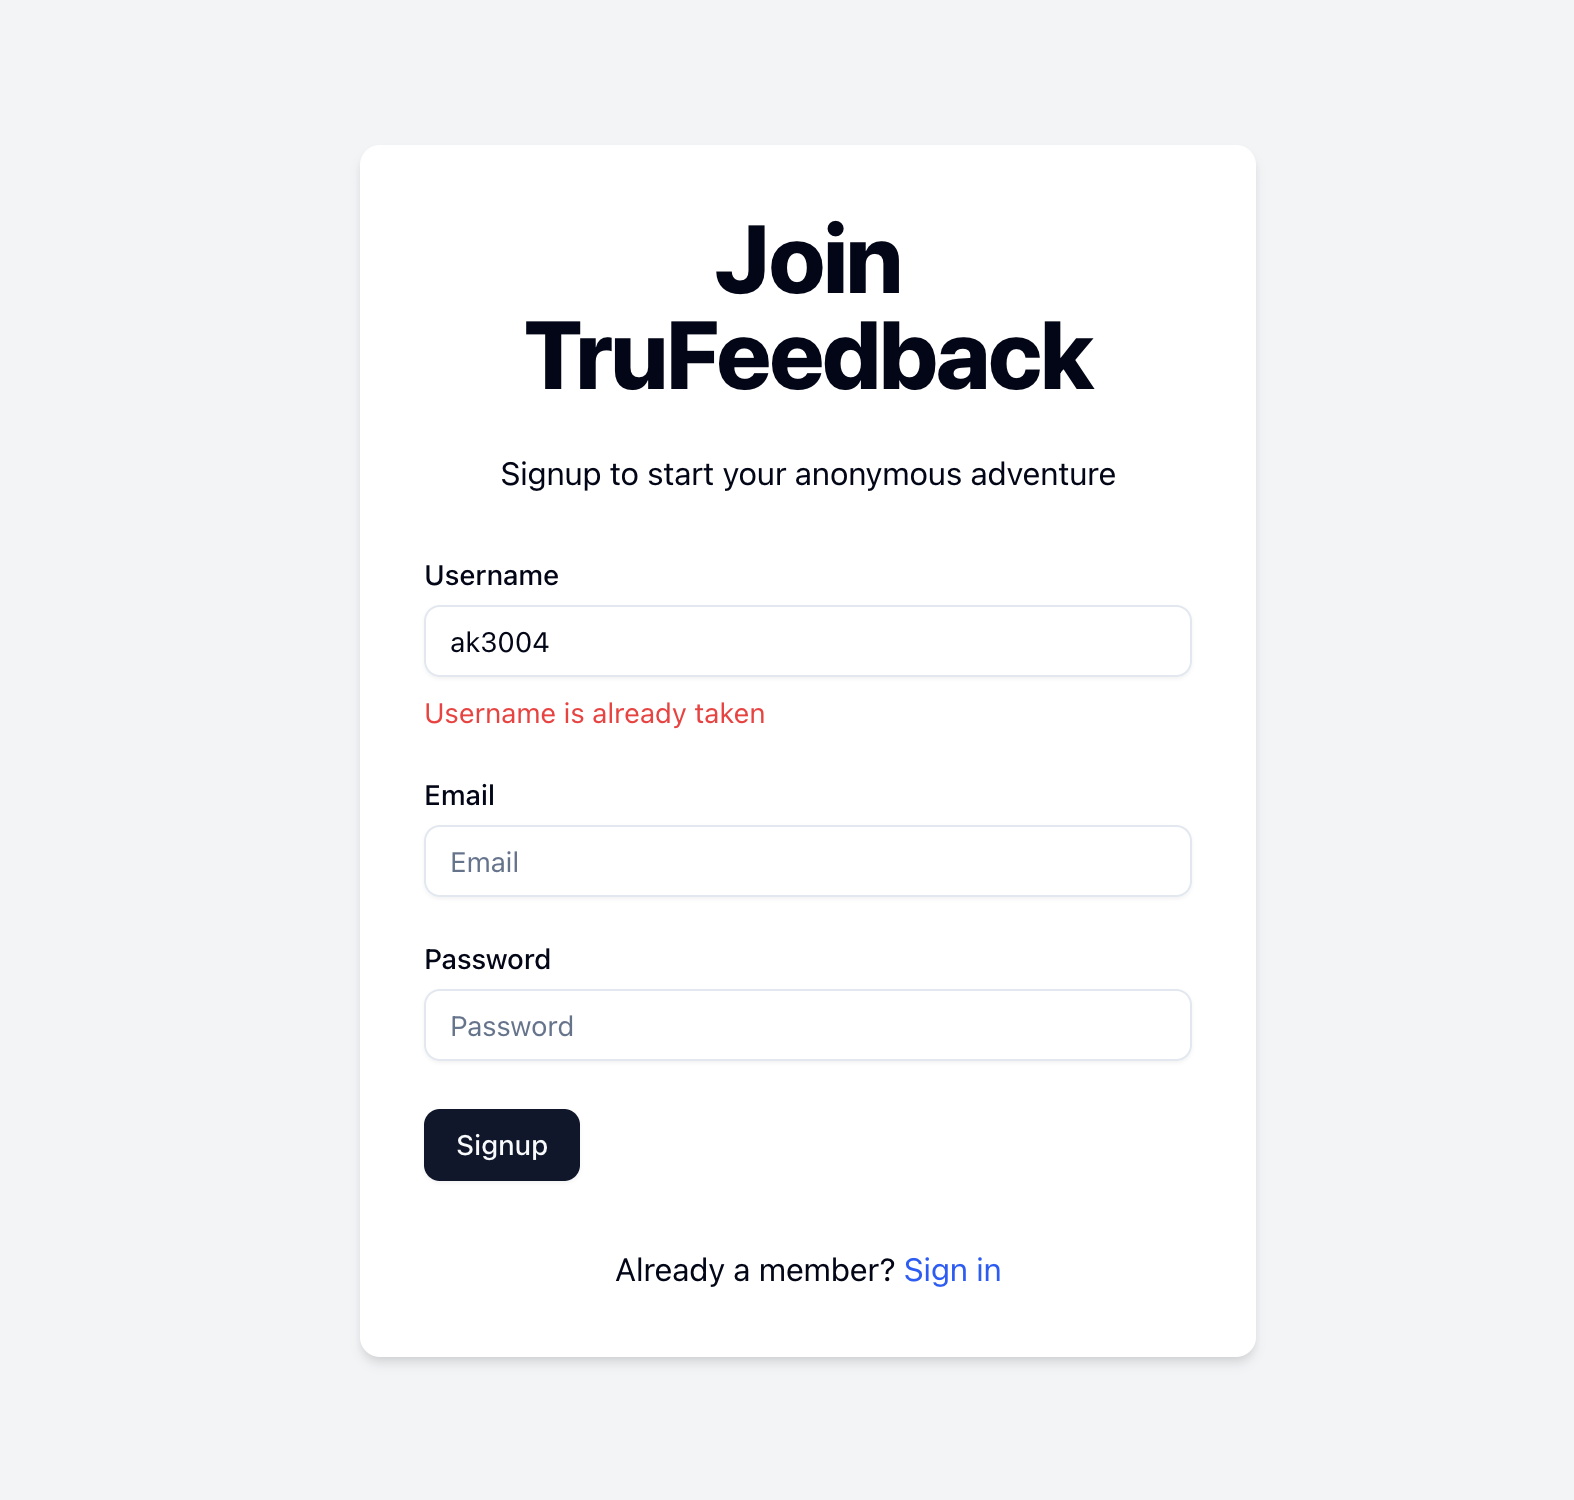 Join
TruFeedback
Signup to start your anonymous adventure
Username
ak3004
Username is already taken
Email
Email
Password
Password
Signup
Already a member? Sign in